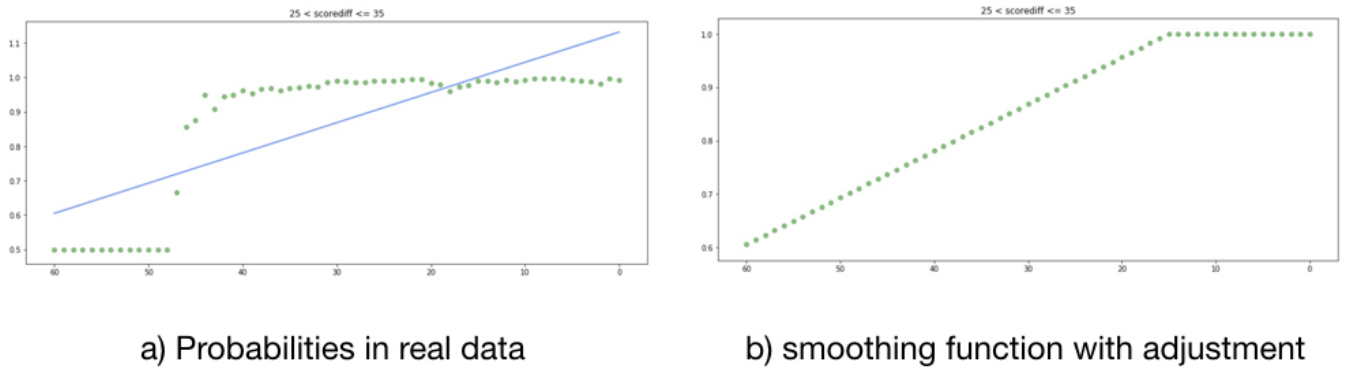 25 < scorediff <= 35
1.1
1.0
0.9
0.8
0.7
0.6
0.5
60 50 40 30 20 10 0
a) Probabilities in real data
25 < scorediff <= 35
1.0
0.9
0.8
0.7
0.6
60 50 40 30 20 10 0
b) smoothing function with adjustment